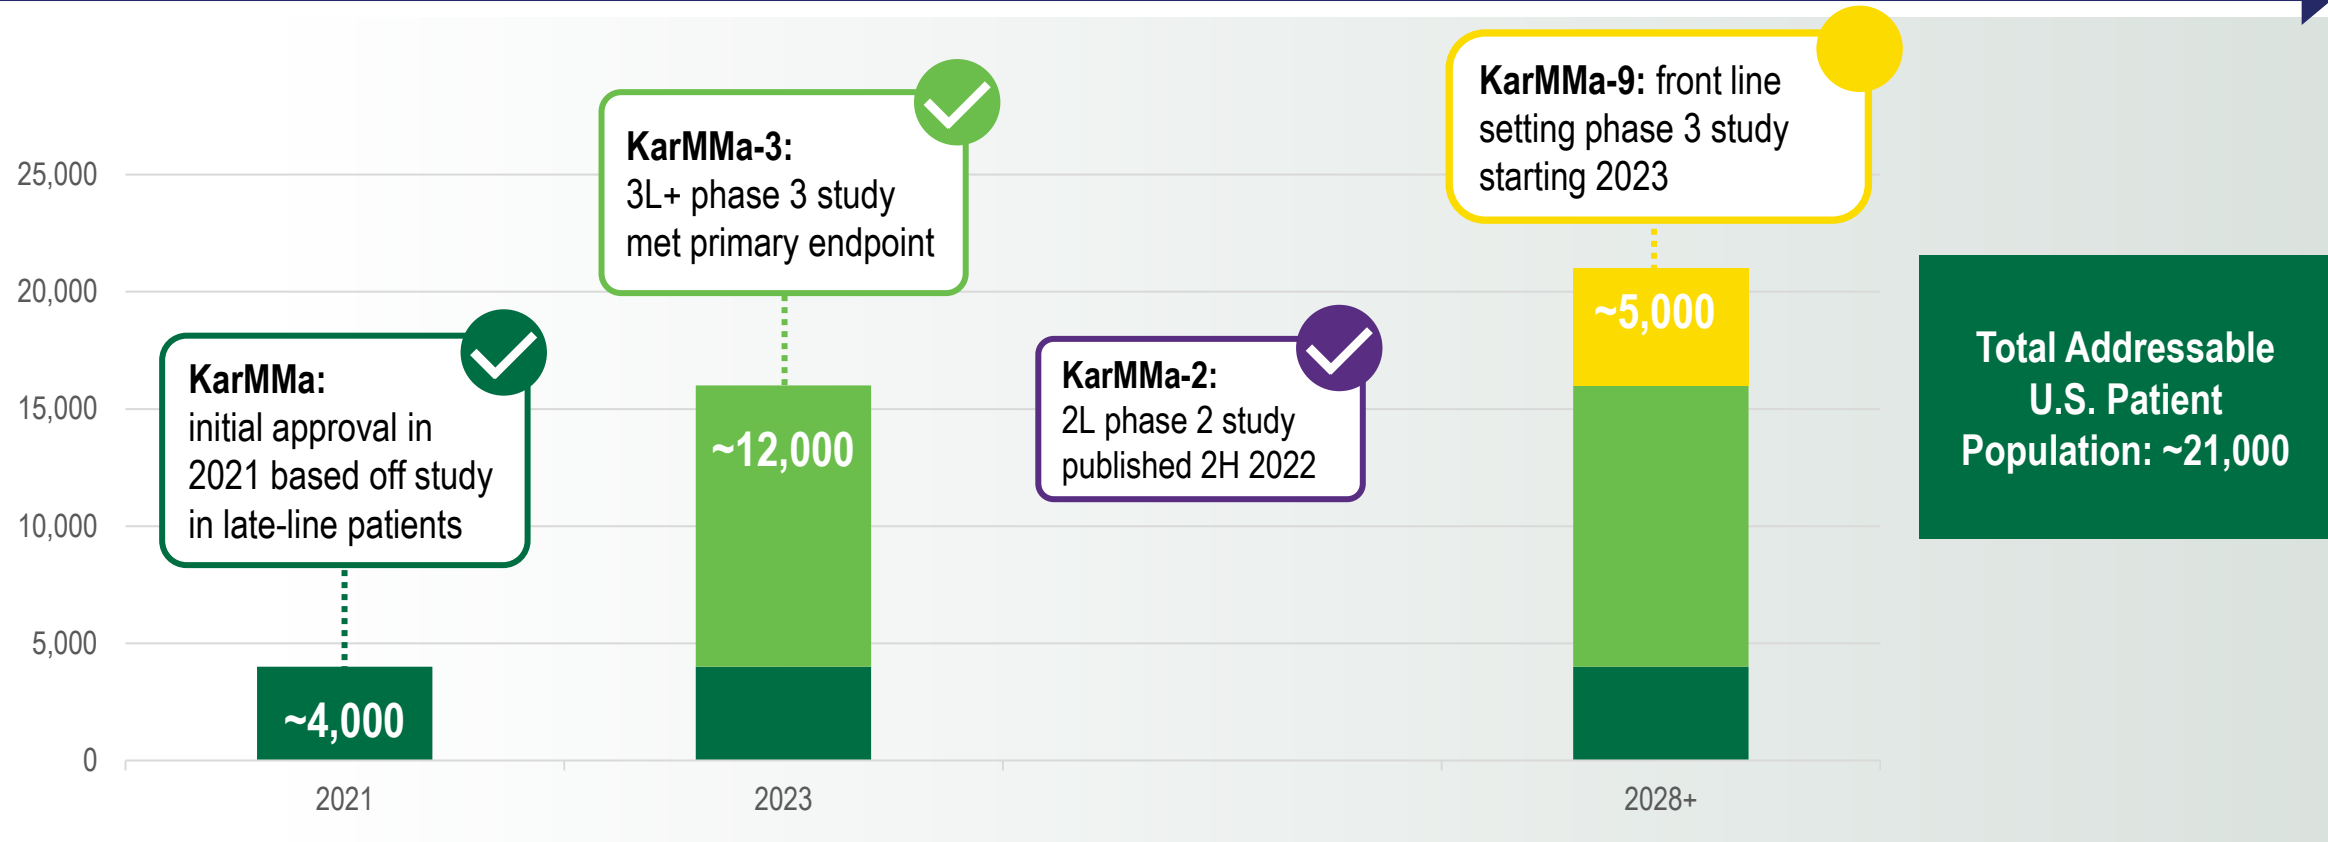 KarMMa-9: front line
setting phase 3 study
starting 2023
KarMMa-3:
3L+ phase 3 study
met primary endpoint
KarMMa:
initial approval in
2021 based off study
in late-line patients
KarMMa-2:
2L phase 2 study
published 2H 2022
25,000
20,000
15,000
10,000
5,000
0
~4,000
~12,000
~5,000
2021
2023
2028+
Total Addressable
U.S. Patient
Population: ~21,000